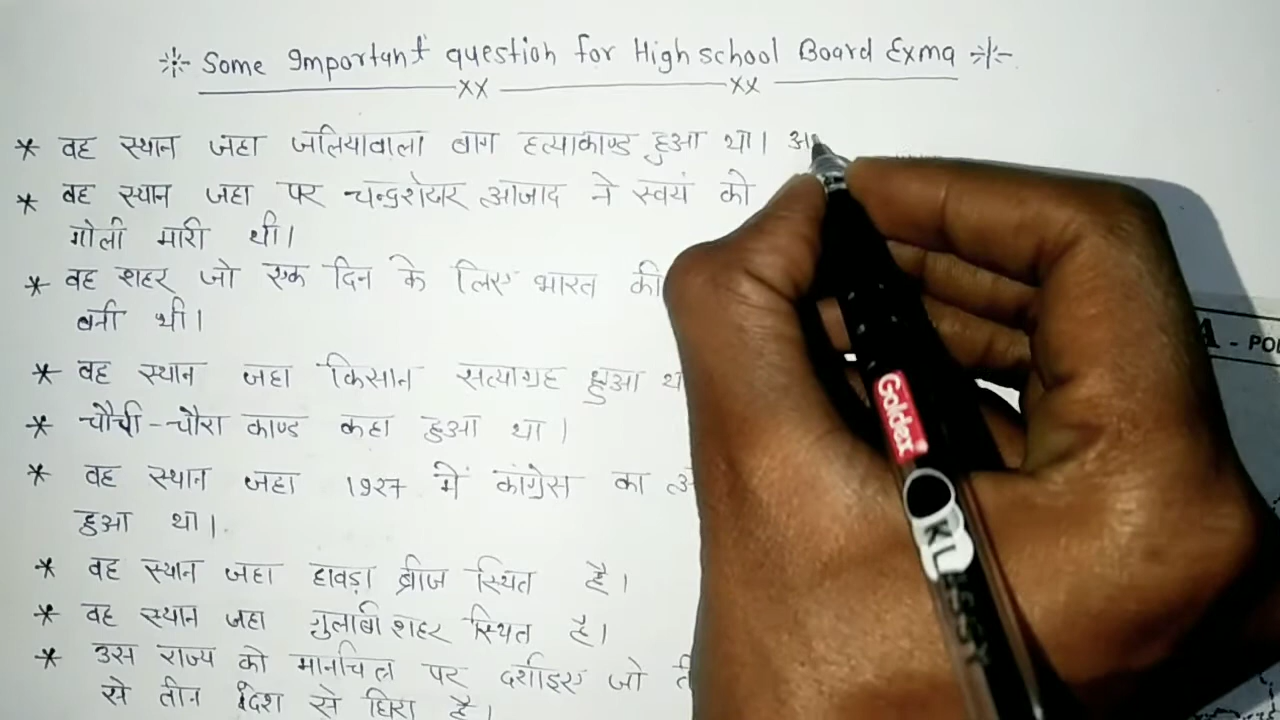 Some Important question for High school Board Exma
xx xx
* वह स्थान जहा जलियावाला बाग हत्याकाण्ड हुआ था। अ
* वह स्थान जहा पर चन्द्रशेखर आजाद ने स्वयं को
गोली मारी थी।
* वह शहर जो एक दिन के लिए भारत की
बनी थी।
* वह स्थान जहा किसान सत्याग्रह हुआ थ
* चौची-चौरा काण्ड कहा हुआ था।
* वह स्थान जहा 1927 में कांग्रेस का अ
हुआ था।
* वह स्थान जहा हावड़ा ब्रीज स्थित है।
* वह स्थान जहा गुलाबी शहर स्थित है।
* उस राज्य को मानचित्र पर दर्शाइए जो ती
से तीन देश से घिरा है।
A - POL
Goldex
KL